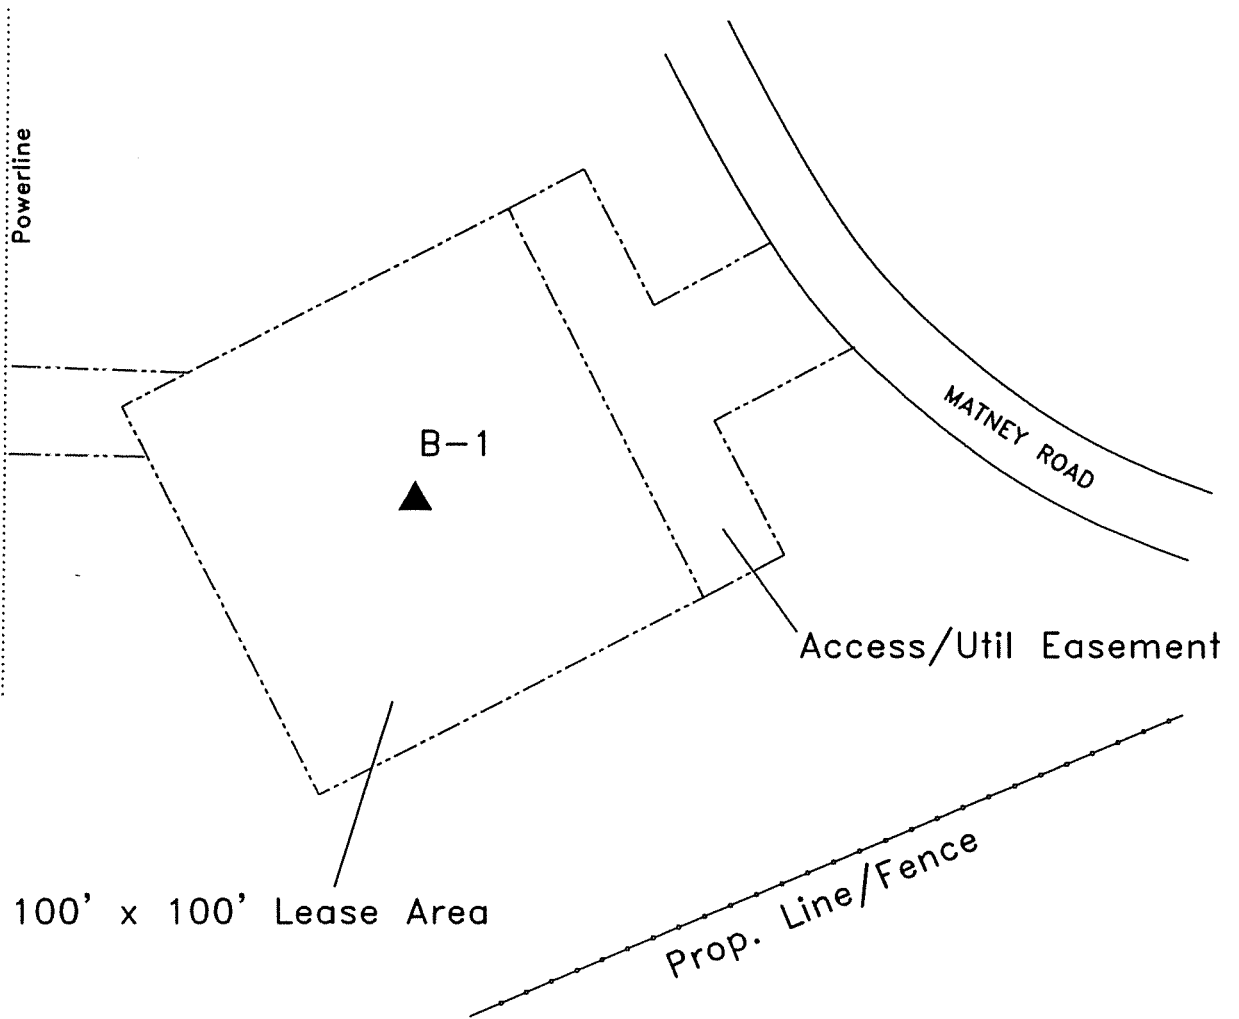 Powerline
B-1
MATNEY ROAD
Access/Util Easement
100' x 100' Lease Area
Prop. Line/Fence